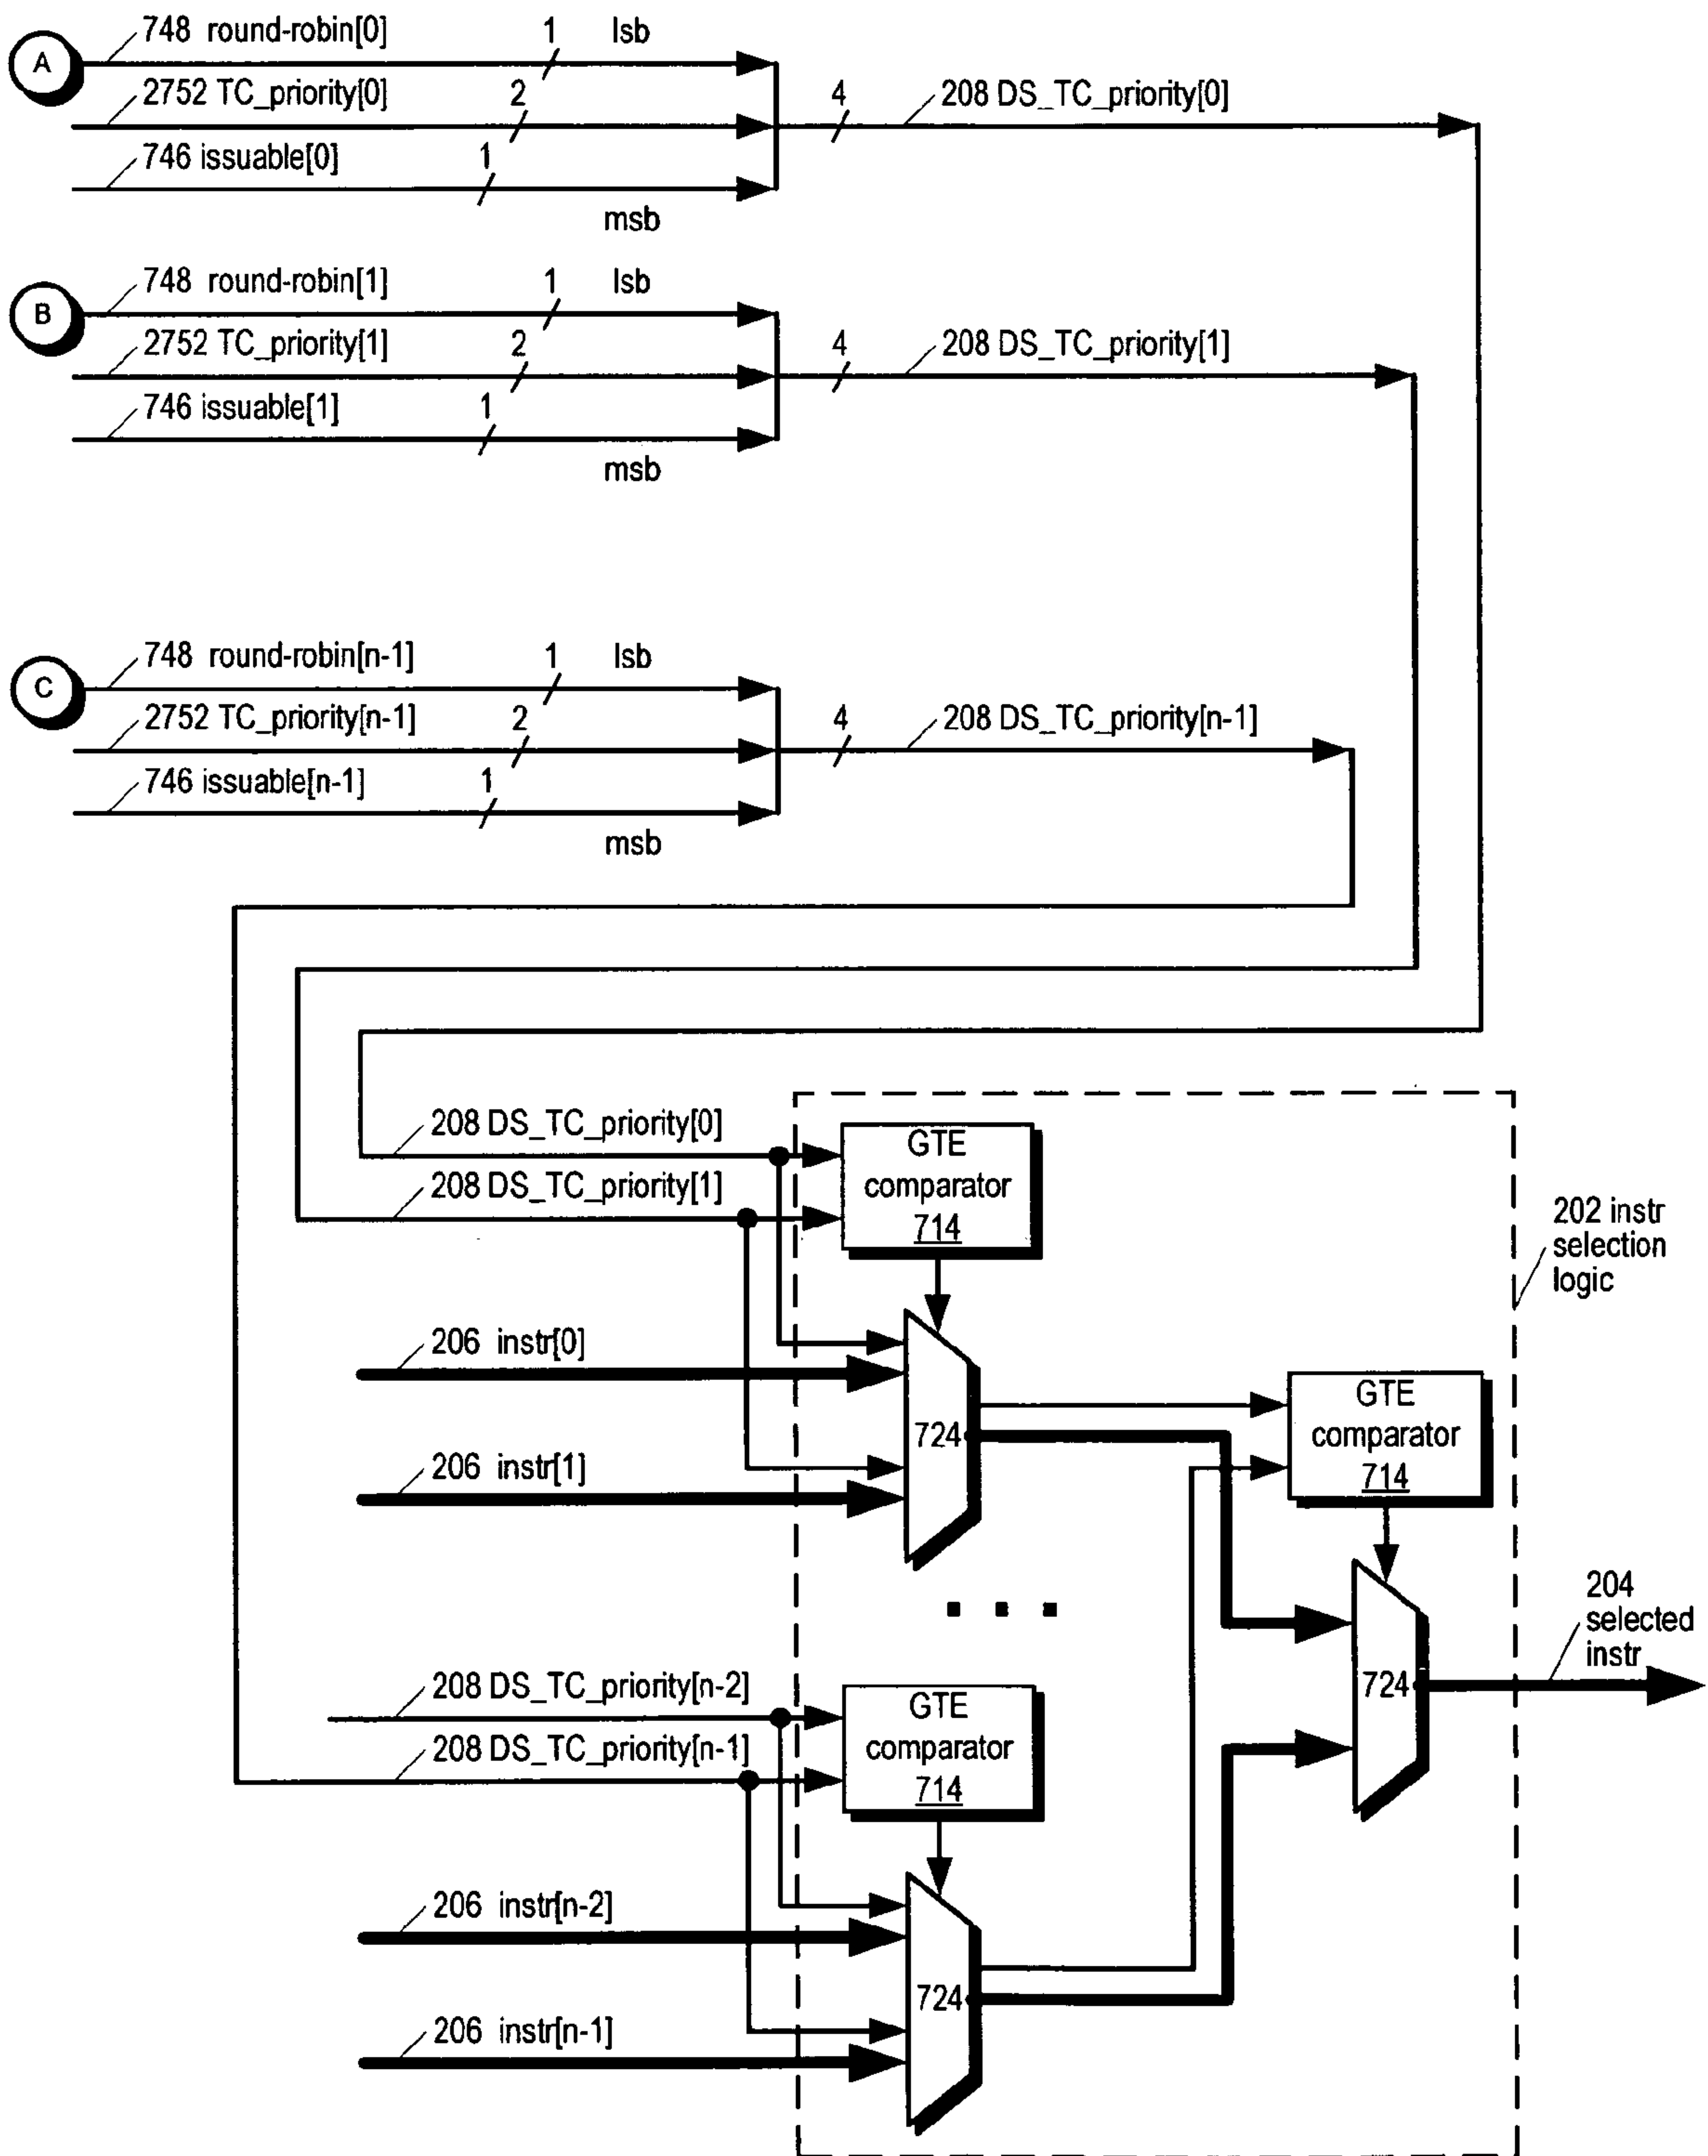 748 round-robin[0] 1 lsb
A
2752 TC_priority[0] 2 4 208 DS_TC_priority[0]
746 issuable[0] 1
msb
748 round-robin[1] 1 lsb
B
2752 TC_priority[1] 2 4 208 DS_TC_priority[1]
746 issuable[1] 1
msb
748 round-robin[n-1] 1 lsb
C
2752 TC_priority[n-1] 2 4 208 DS_TC_priority[n-1]
746 issuable[n-1] 1
msb
208 DS_TC_priority[0]
GTE
comparator
714
208 DS_TC_priority[1]
202 instr
selection
logic
206 instr[0]
724
206 instr[1]
GTE
comparator
714
204
selected
instr
724
208 DS_TC_priority[n-2]
GTE
comparator
714
208 DS_TC_priority[n-1]
206 instr[n-2]
724
206 instr[n-1]